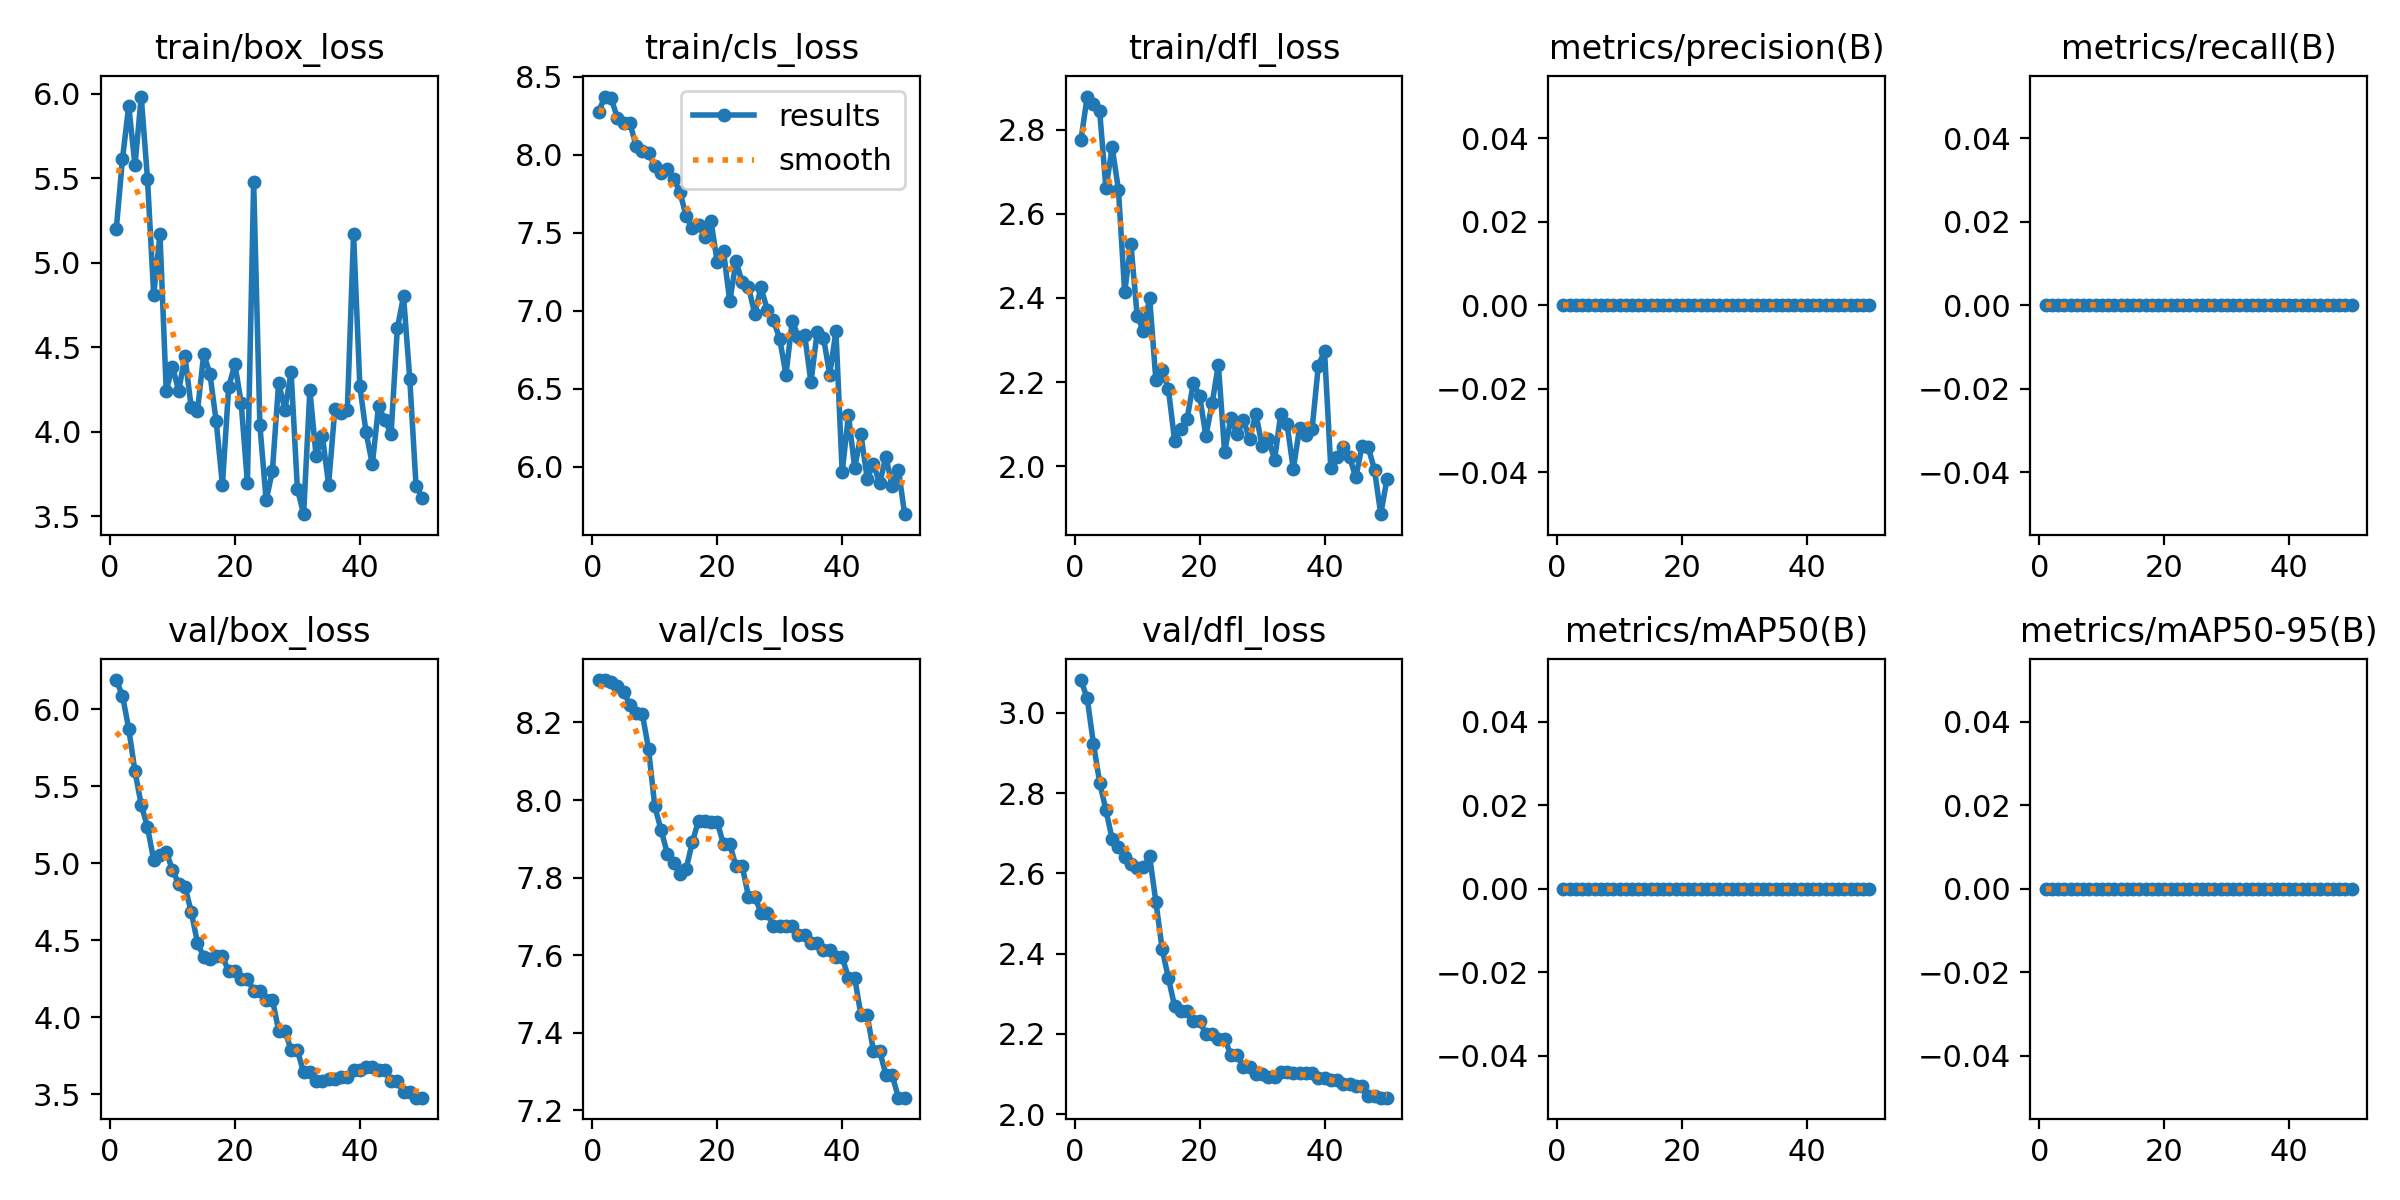 train/box_loss
6.0
5.5
5.0
4.5
4.0
3.5
0 20 40
train/cls_loss
8.5
8.0
7.5
7.0
6.5
6.0
0 20 40
results
smooth
train/dfl_loss
2.8
2.6
2.4
2.2
2.0
0 20 40
metrics/precision(B)
0.04
0.02
0.00
−0.02
−0.04
0 20 40
metrics/recall(B)
0.04
0.02
0.00
−0.02
−0.04
0 20 40
val/box_loss
6.0
5.5
5.0
4.5
4.0
3.5
0 20 40
val/cls_loss
8.2
8.0
7.8
7.6
7.4
7.2
0 20 40
val/dfl_loss
3.0
2.8
2.6
2.4
2.2
2.0
0 20 40
metrics/mAP50(B)
0.04
0.02
0.00
−0.02
−0.04
0 20 40
metrics/mAP50-95(B)
0.04
0.02
0.00
−0.02
−0.04
0 20 40